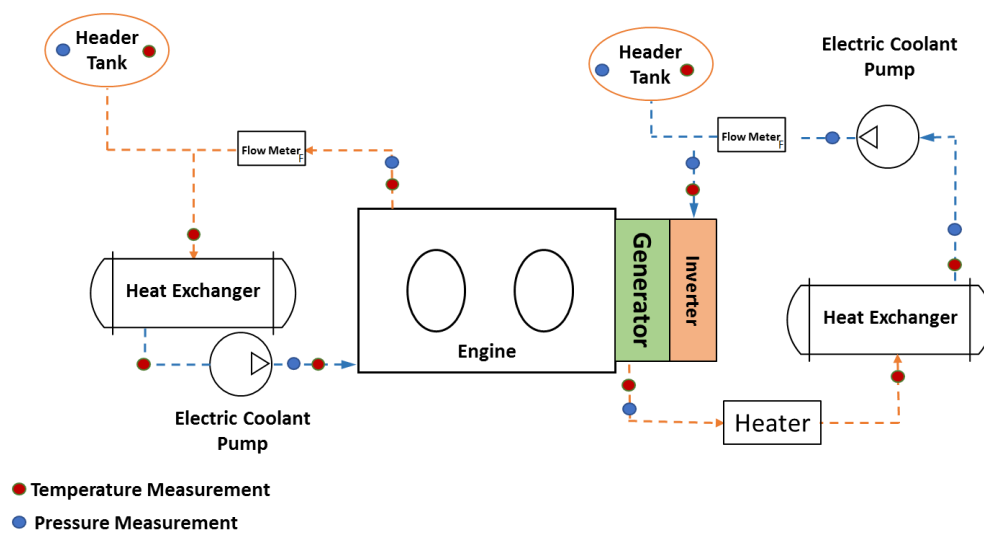 Header
Tank
Header
Tank
Electric Coolant
Pump
Flow Meter
F
Flow Meter
F
Heat Exchanger
Engine
Generator
Inverter
Heat Exchanger
Electric Coolant
Pump
Heater
Temperature Measurement
Pressure Measurement